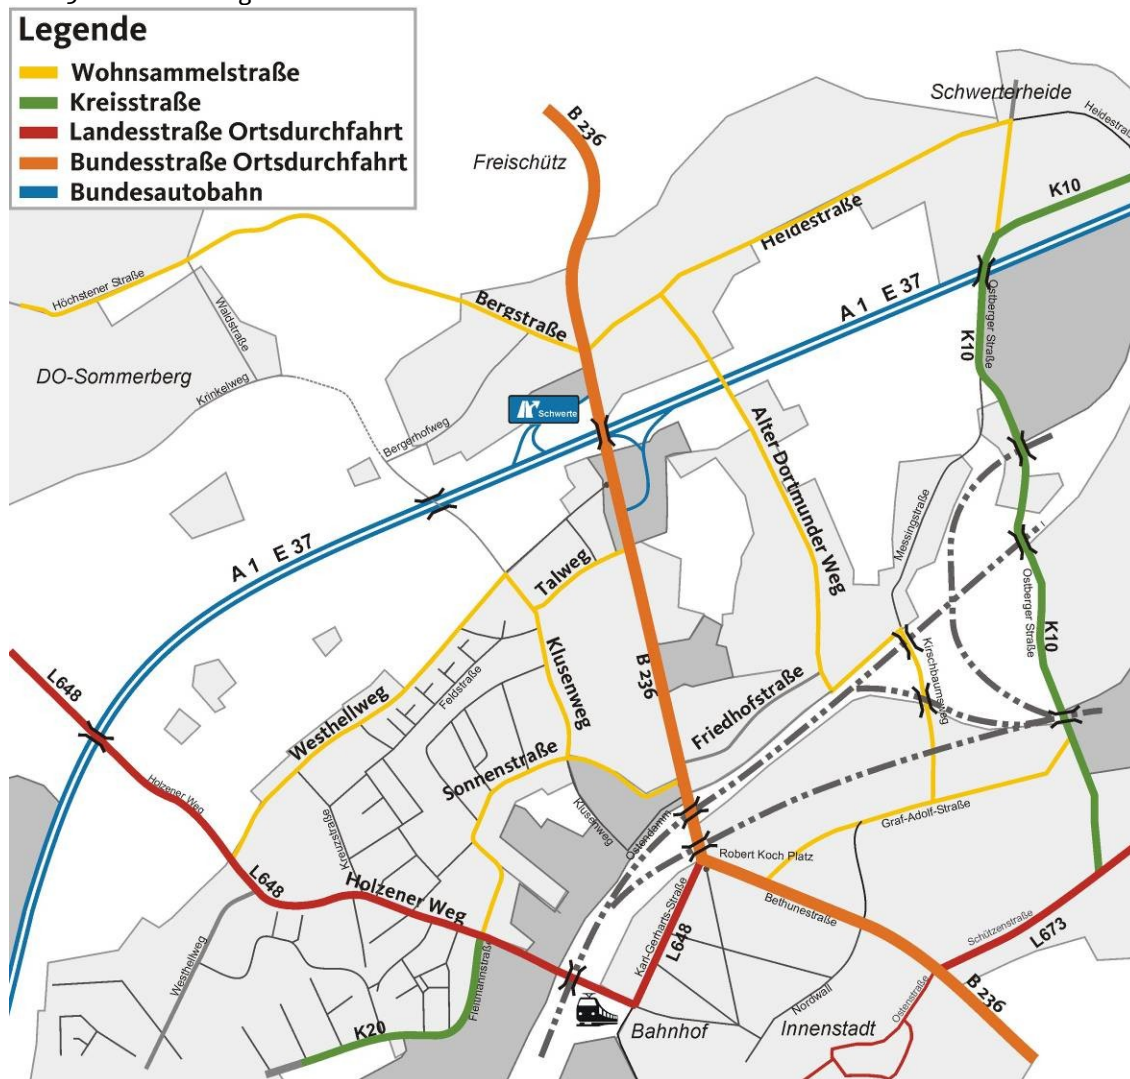 Legende
Wohnsammelstraße
Kreisstraße
Landesstraße Ortsdurchfahrt
Bundesstraße Ortsdurchfahrt
Bundesautobahn
Schwerterheide
Heidestraße
B 236
Freischütz
K10
Heidestraße
Höchstener Straße
Waldstraße
Bergstraße
A 1 E 37
Ostberger Straße
K10
DO-Sommerberg
Krinkelweg
Schwerte
Bergerhofweg
Alter Dortmunder Weg
Messingstraße
A 1 E 37
Talweg
Ostberger Straße
K10
Klusenweg
B 236
Kirschbaumsweg
L648
Feldstraße
Westhellweg
Friedhofstraße
Sonnenstraße
Holzener Weg
Klusenweg
Ostendamm
Graf-Adolf-Straße
Kreuzstraße
Robert Koch Platz
L648
Holzener Weg
Bethunestraße
Karl-Gerharts-Straße
L648
Schützenstraße
L673
Westhellweg
Fleitmannstraße
Nordwall
Ostenstraße
B 236
K20
Bahnhof
Innenstadt